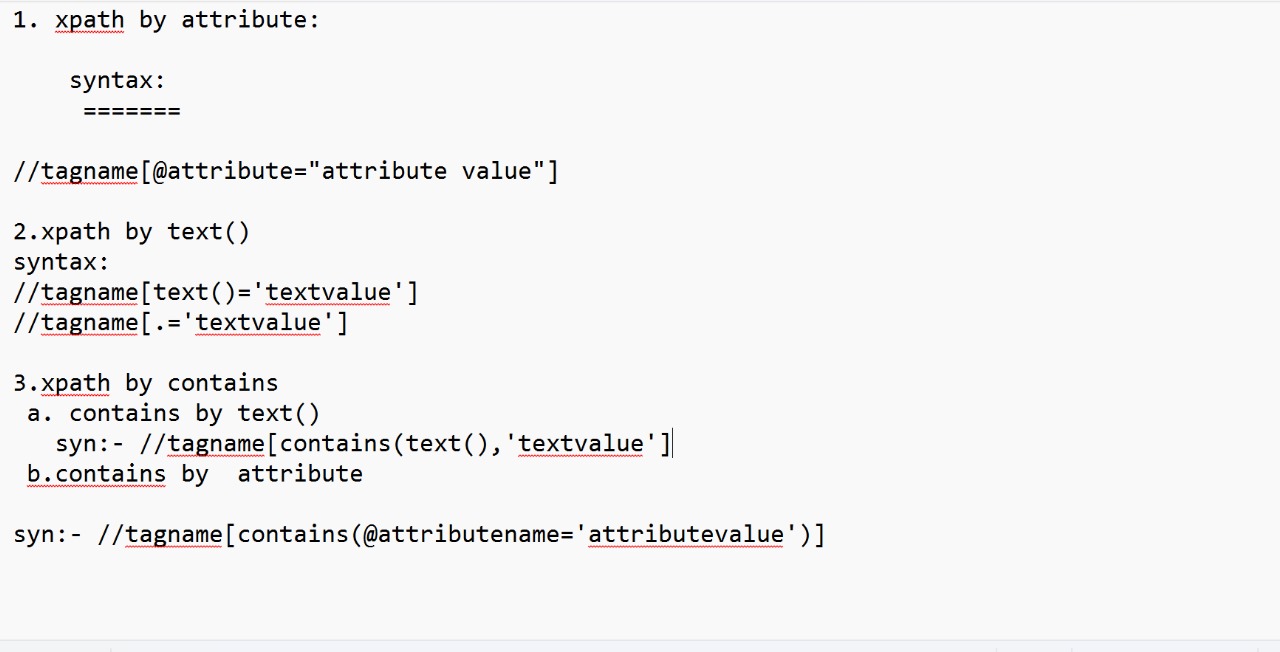 1. xpath by attribute:
syntax:
=======
//tagname[@attribute="attribute value"]
2.xpath by text()
syntax:
//tagname[text()='textvalue']
//tagname[.='textvalue']
3.xpath by contains
a. contains by text()
syn:- //tagname[contains(text(),'textvalue']
b.contains by  attribute
syn:- //tagname[contains(@attributename='attributevalue')]